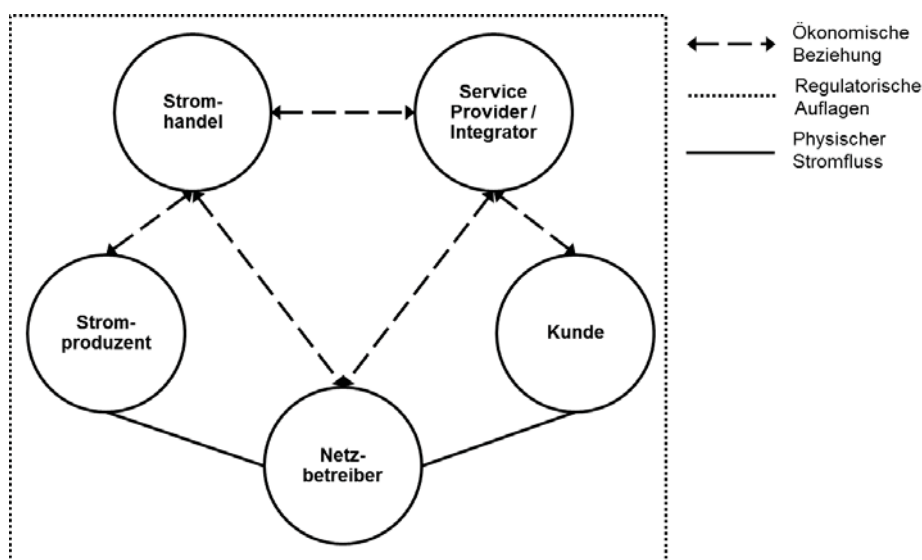 Strom-
handel
Service
Provider /
Integrator
Strom-
produzent
Kunde
Netz-
betreiber
Ökonomische
Beziehung
Regulatorische
Auflagen
Physischer
Stromfluss